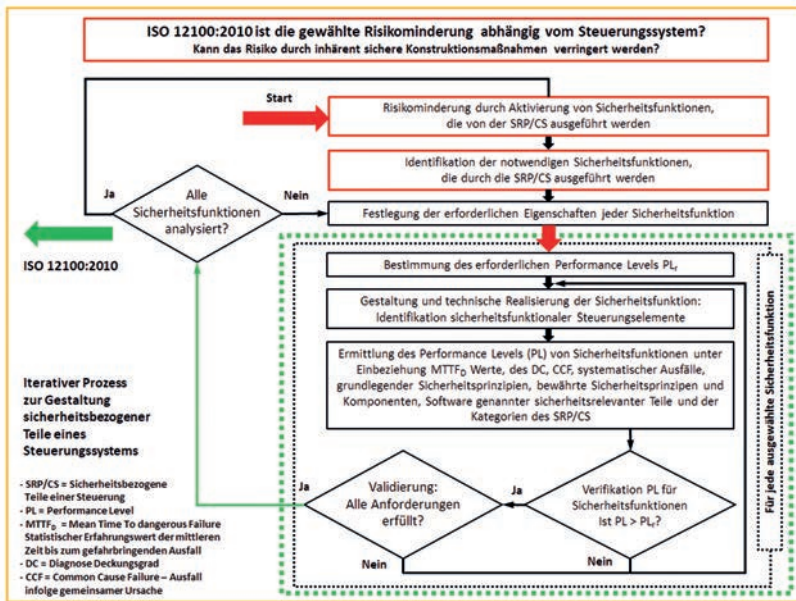 ISO 12100:2010 ist die gewählte Risikominderung abhängig vom Steuerungssystem?
Kann das Risiko durch inhärent sichere Konstruktionsmaßnahmen verringert werden?
Start
Risikominderung durch Aktivierung von Sicherheitsfunktionen,
die von der SRP/CS ausgeführt werden
Identifikation der notwendigen Sicherheitsfunktionen,
die durch die SRP/CS ausgeführt werden
Ja
Alle
Sicherheitsfunktionen
analysiert?
Nein
Festlegung der erforderlichen Eigenschaften jeder Sicherheitsfunktion
ISO 12100:2010
Bestimmung des erforderlichen Performance Levels PLr
Gestaltung und technische Realisierung der Sicherheitsfunktion:
Identifikation sicherheitsfunktionaler Steuerungselemente
Ermittlung des Performance Levels (PL) von Sicherheitsfunktionen unter
Einbeziehung MTTFD Werte, des DC, CCF, systematischer Ausfälle,
grundlegender Sicherheitsprinzipien, bewährte Sicherheitsprinzipen und
Komponenten, Software genannter sicherheitsrelevanter Teile und der
Kategorien des SRP/CS
Für jede ausgewählte Sicherheitsfunktion
Ja
Validierung:
Alle Anforderungen
erfüllt?
Ja
Verifikation PL für
Sicherheitsfunktionen
Ist PL > PLr?
Nein
Nein
Iterativer Prozess
zur Gestaltung
sicherheitsbezogener
Teile eines
Steuerungssystems
- SRP/CS = Sicherheitsbezogene
Teile einer Steuerung
- PL = Performance Level
- MTTFD = Mean Time To dangerous Failure
Statistischer Erfahrungswert der mittleren
Zeit bis zum gefahrbringenden Ausfall
- DC = Diagnose Deckungsgrad
- CCF = Common Cause Failure – Ausfall
infolge gemeinsamer Ursache